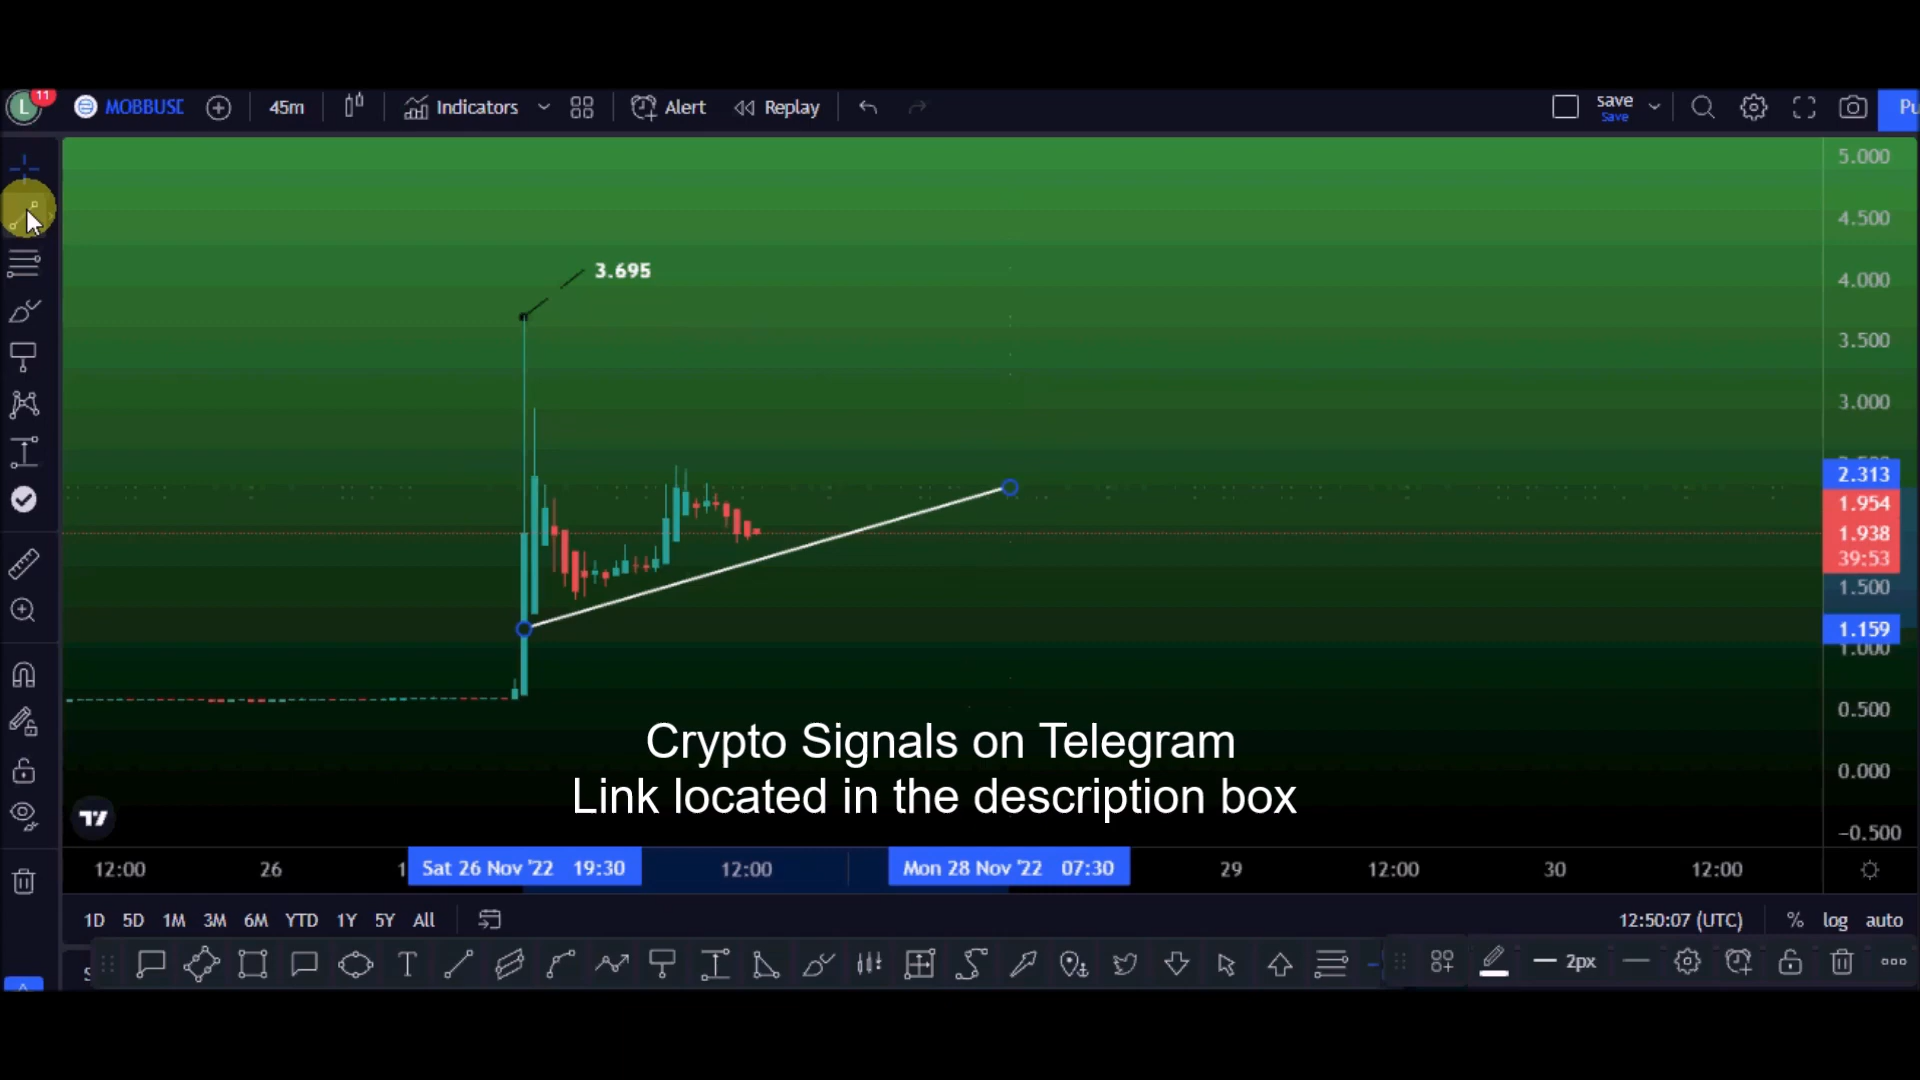 L 11 MOBBUSD 45m Indicators Alert Replay save Save
5.000
4.500
4.000
3.695
3.500
3.000
2.313
1.954
1.938
39:53
1.500
1.159
1.000
0.500
0.000
-0.500
Crypto Signals on Telegram
Link located in the description box
12:00 26 Sat 26 Nov '22 19:30 12:00 Mon 28 Nov '22 07:30 29 12:00 30 12:00
1D 5D 1M 3M 6M YTD 1Y 5Y All 12:50:07 (UTC) % log auto
2px